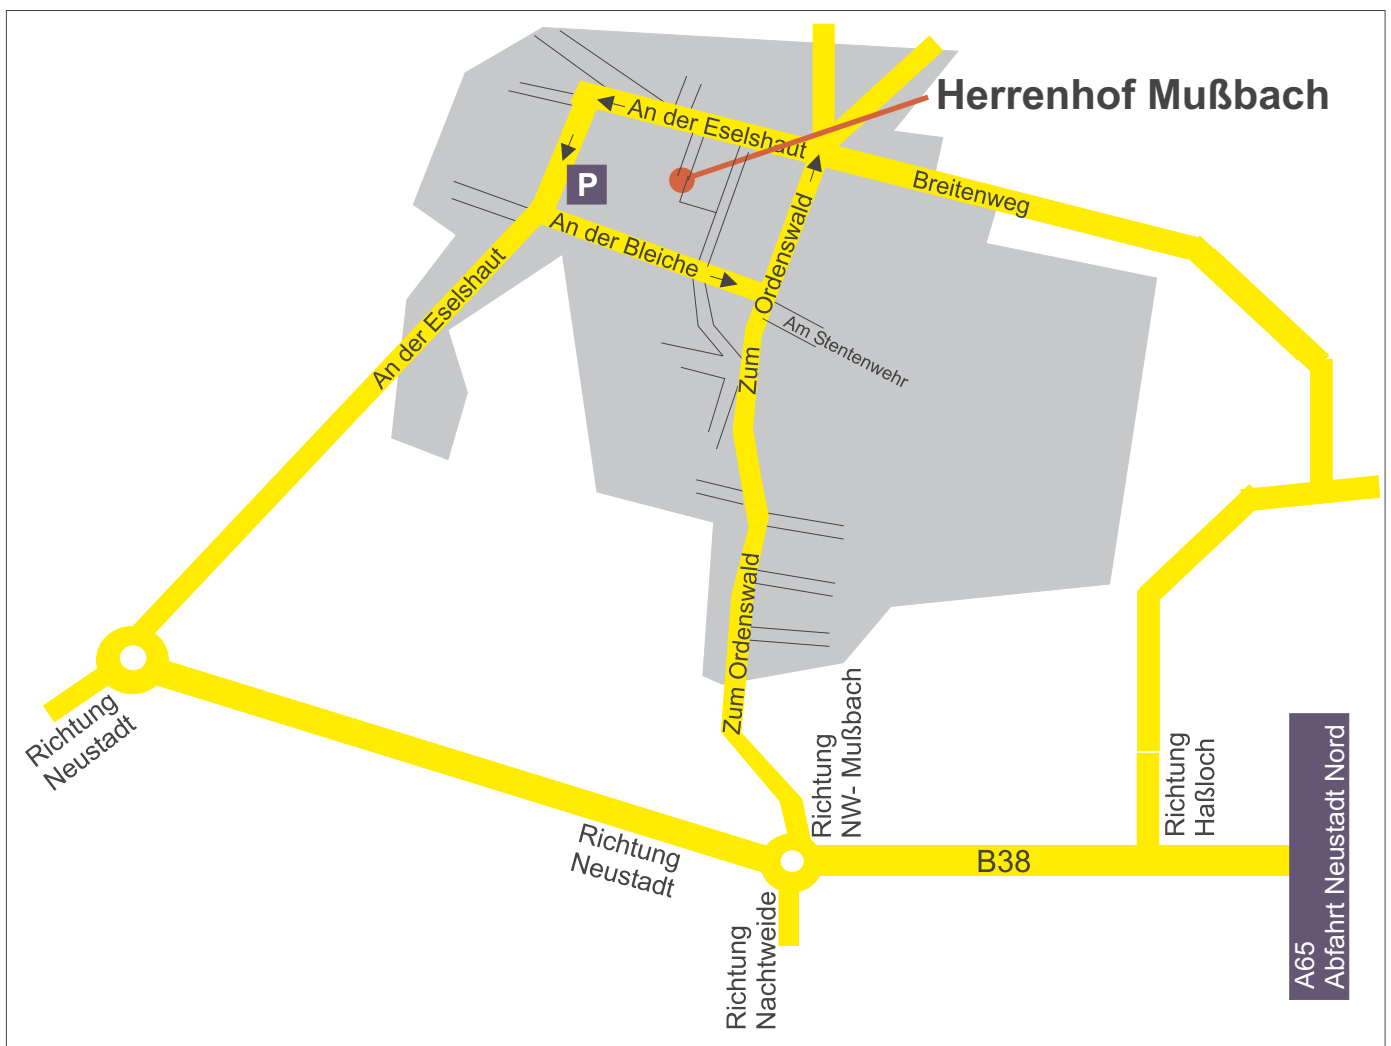 Herrenhof Mußbach
An der Eselshaut
P
Breitenweg
An der Bleiche
Zum Ordenswald
Am Stentenwehr
An der Eselshaut
Zum Ordenswald
Richtung
Neustadt
Richtung
NW- Mußbach
Richtung
Haßloch
Richtung
Neustadt
B38
A65
Abfahrt Neustadt Nord
Richtung
Nachtweide